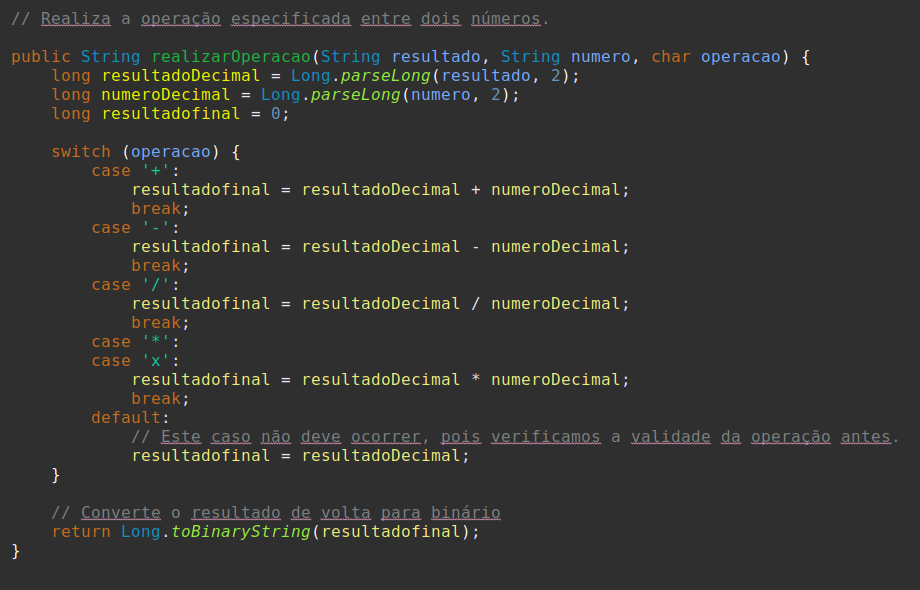 // Realiza a operação especificada entre dois números.
public String realizarOperacao(String resultado, String numero, char operacao) {
    long resultadoDecimal = Long.parseLong(resultado, 2);
    long numeroDecimal = Long.parseLong(numero, 2);
    long resultadofinal = 0;
    switch (operacao) {
        case '+':
            resultadofinal = resultadoDecimal + numeroDecimal;
            break;
        case '-':
            resultadofinal = resultadoDecimal - numeroDecimal;
            break;
        case '/':
            resultadofinal = resultadoDecimal / numeroDecimal;
            break;
        case '*':
        case 'x':
            resultadofinal = resultadoDecimal * numeroDecimal;
            break;
        default:
            // Este caso não deve ocorrer, pois verificamos a validade da operação antes.
            resultadofinal = resultadoDecimal;
    }
    // Converte o resultado de volta para binário
    return Long.toBinaryString(resultadofinal);
}